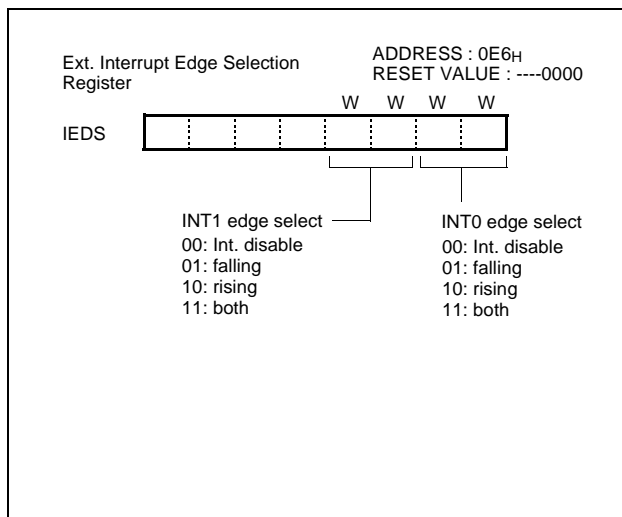 Ext. Interrupt Edge Selection
Register
ADDRESS : 0E6H
RESET VALUE : ----0000
W W W W
IEDS
INT1 edge select
00: Int. disable
01: falling
10: rising
11: both
INT0 edge select
00: Int. disable
01: falling
10: rising
11: both